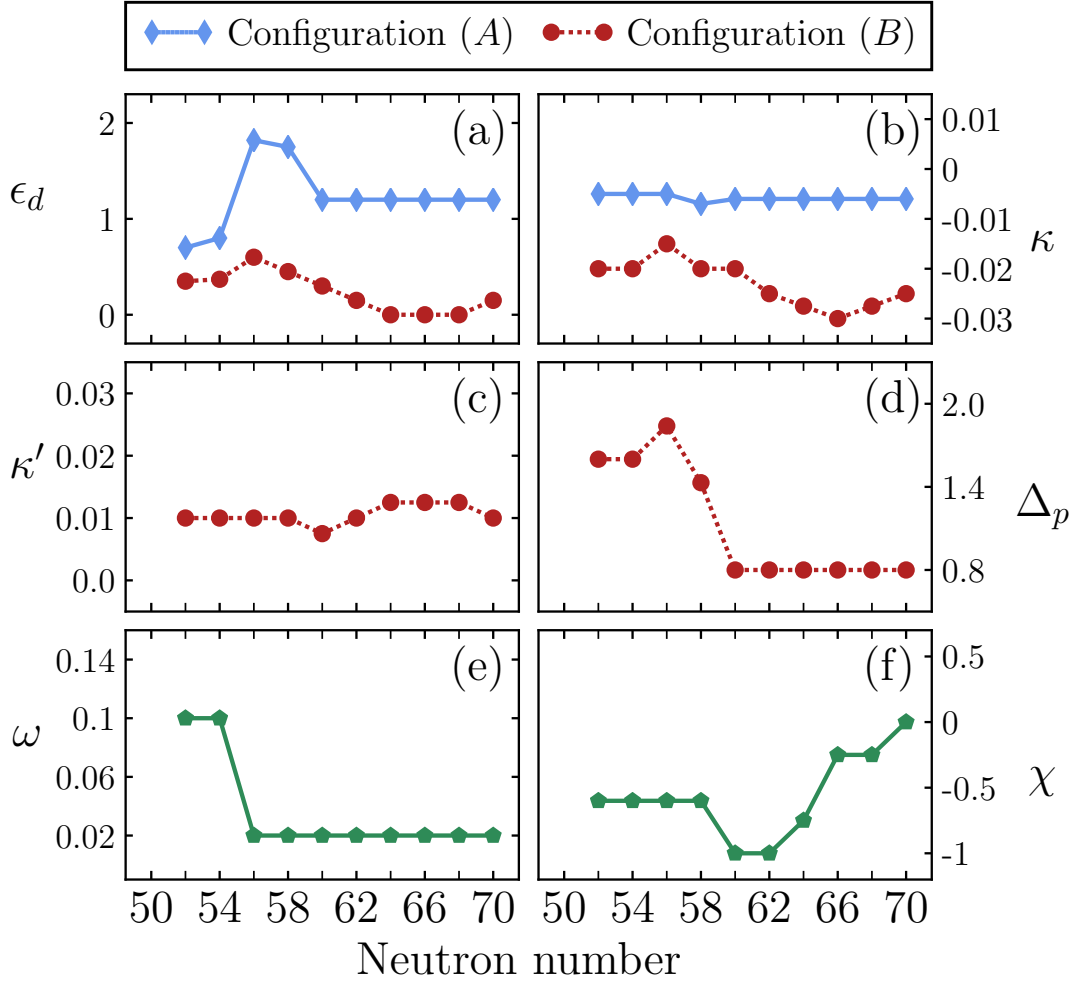 Configuration (A) Configuration (B)
(a)
2
1
0
ϵd
(b)
0.01
0
-0.01
-0.02
-0.03
κ
(c)
0.03
0.02
0.01
0.0
κ′
(d)
2.0
1.4
0.8
Δp
(e)
0.14
0.1
0.06
0.02
ω
(f)
0.5
0
-0.5
-1
χ
50 54 58 62 66 70 50 54 58 62 66 70
Neutron number